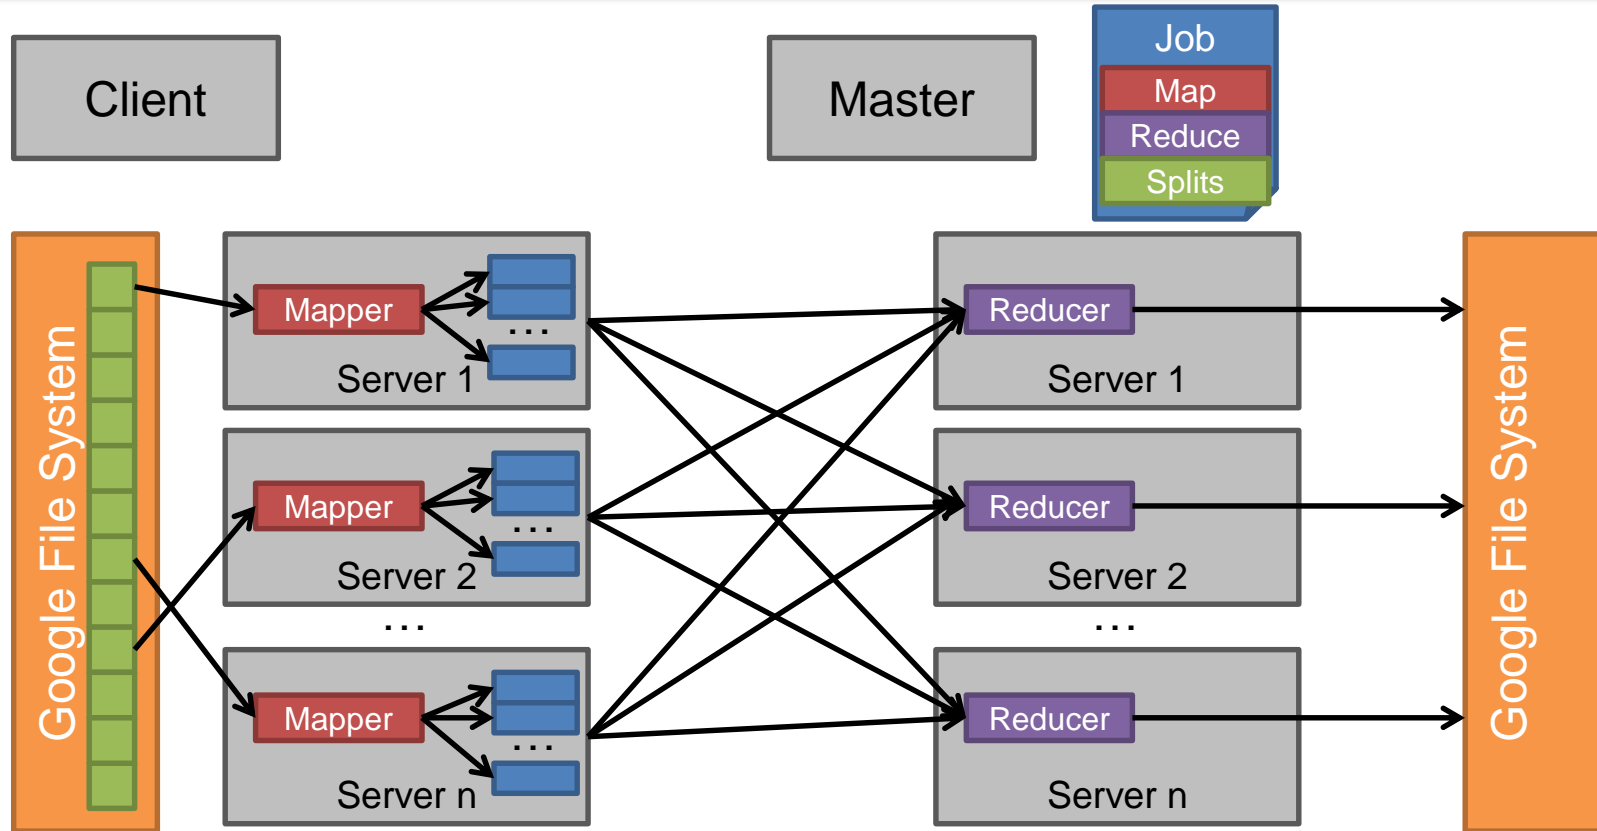 Client
Master
Job
Map
Reduce
Splits
Google File System
Mapper
...
Server 1
Mapper
...
Server 2
...
Mapper
...
Server n
Reducer
Server 1
Reducer
Server 2
...
Reducer
Server n
Google File System